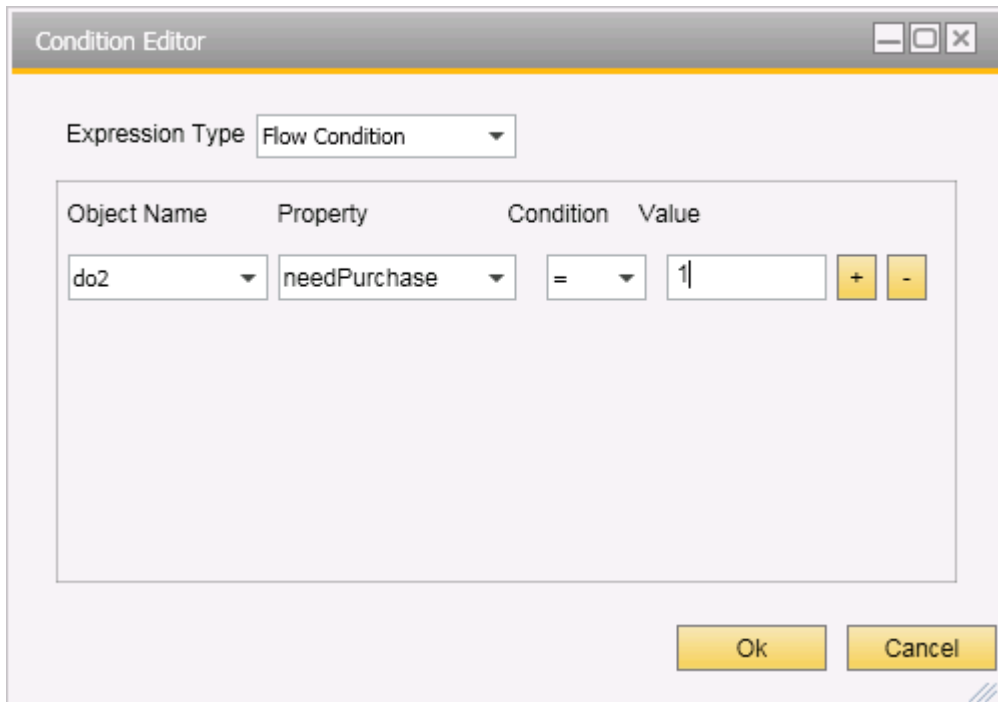 Condition Editor
Expression Type Flow Condition
Object Name Property Condition Value
do2 needPurchase = 1 + -
Ok Cancel